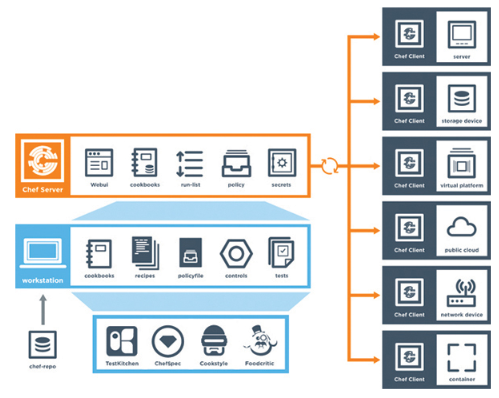 Chef Client
server
Chef Client
storage device
Chef Server
WebuI
cookbooks
run-list
policy
secrets
Chef Client
virtual platform
Chef Client
public cloud
workstation
cookbooks
recipes
policyfile
controls
tests
Chef Client
network device
chef-repo
TestKitchen
ChefSpec
Cookstyle
Foodcritic
Chef Client
container